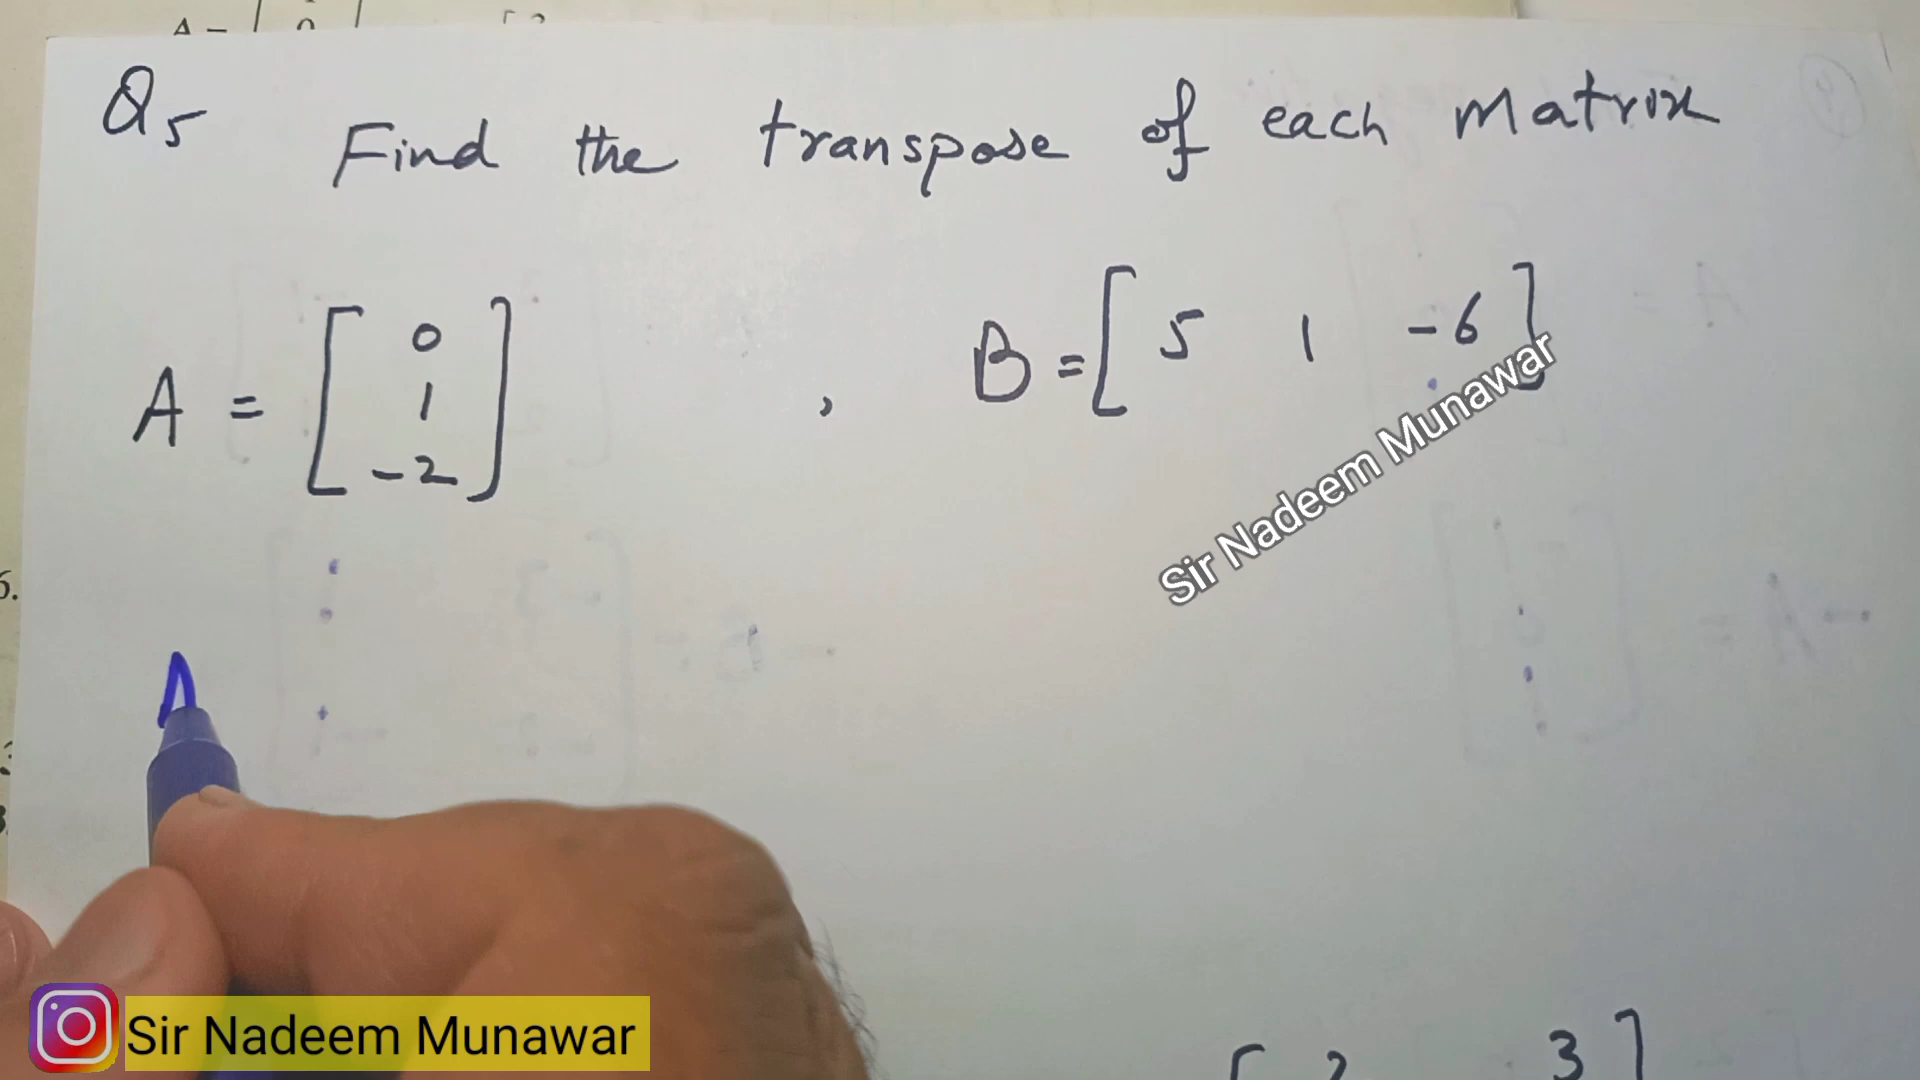 Q5 Find the transpose of each Matrix
A = [ 0 1 -2 ] , B = [ 5 1 -6 ]
Sir Nadeem Munawar
A
[ 2 3 ]
Sir Nadeem Munawar